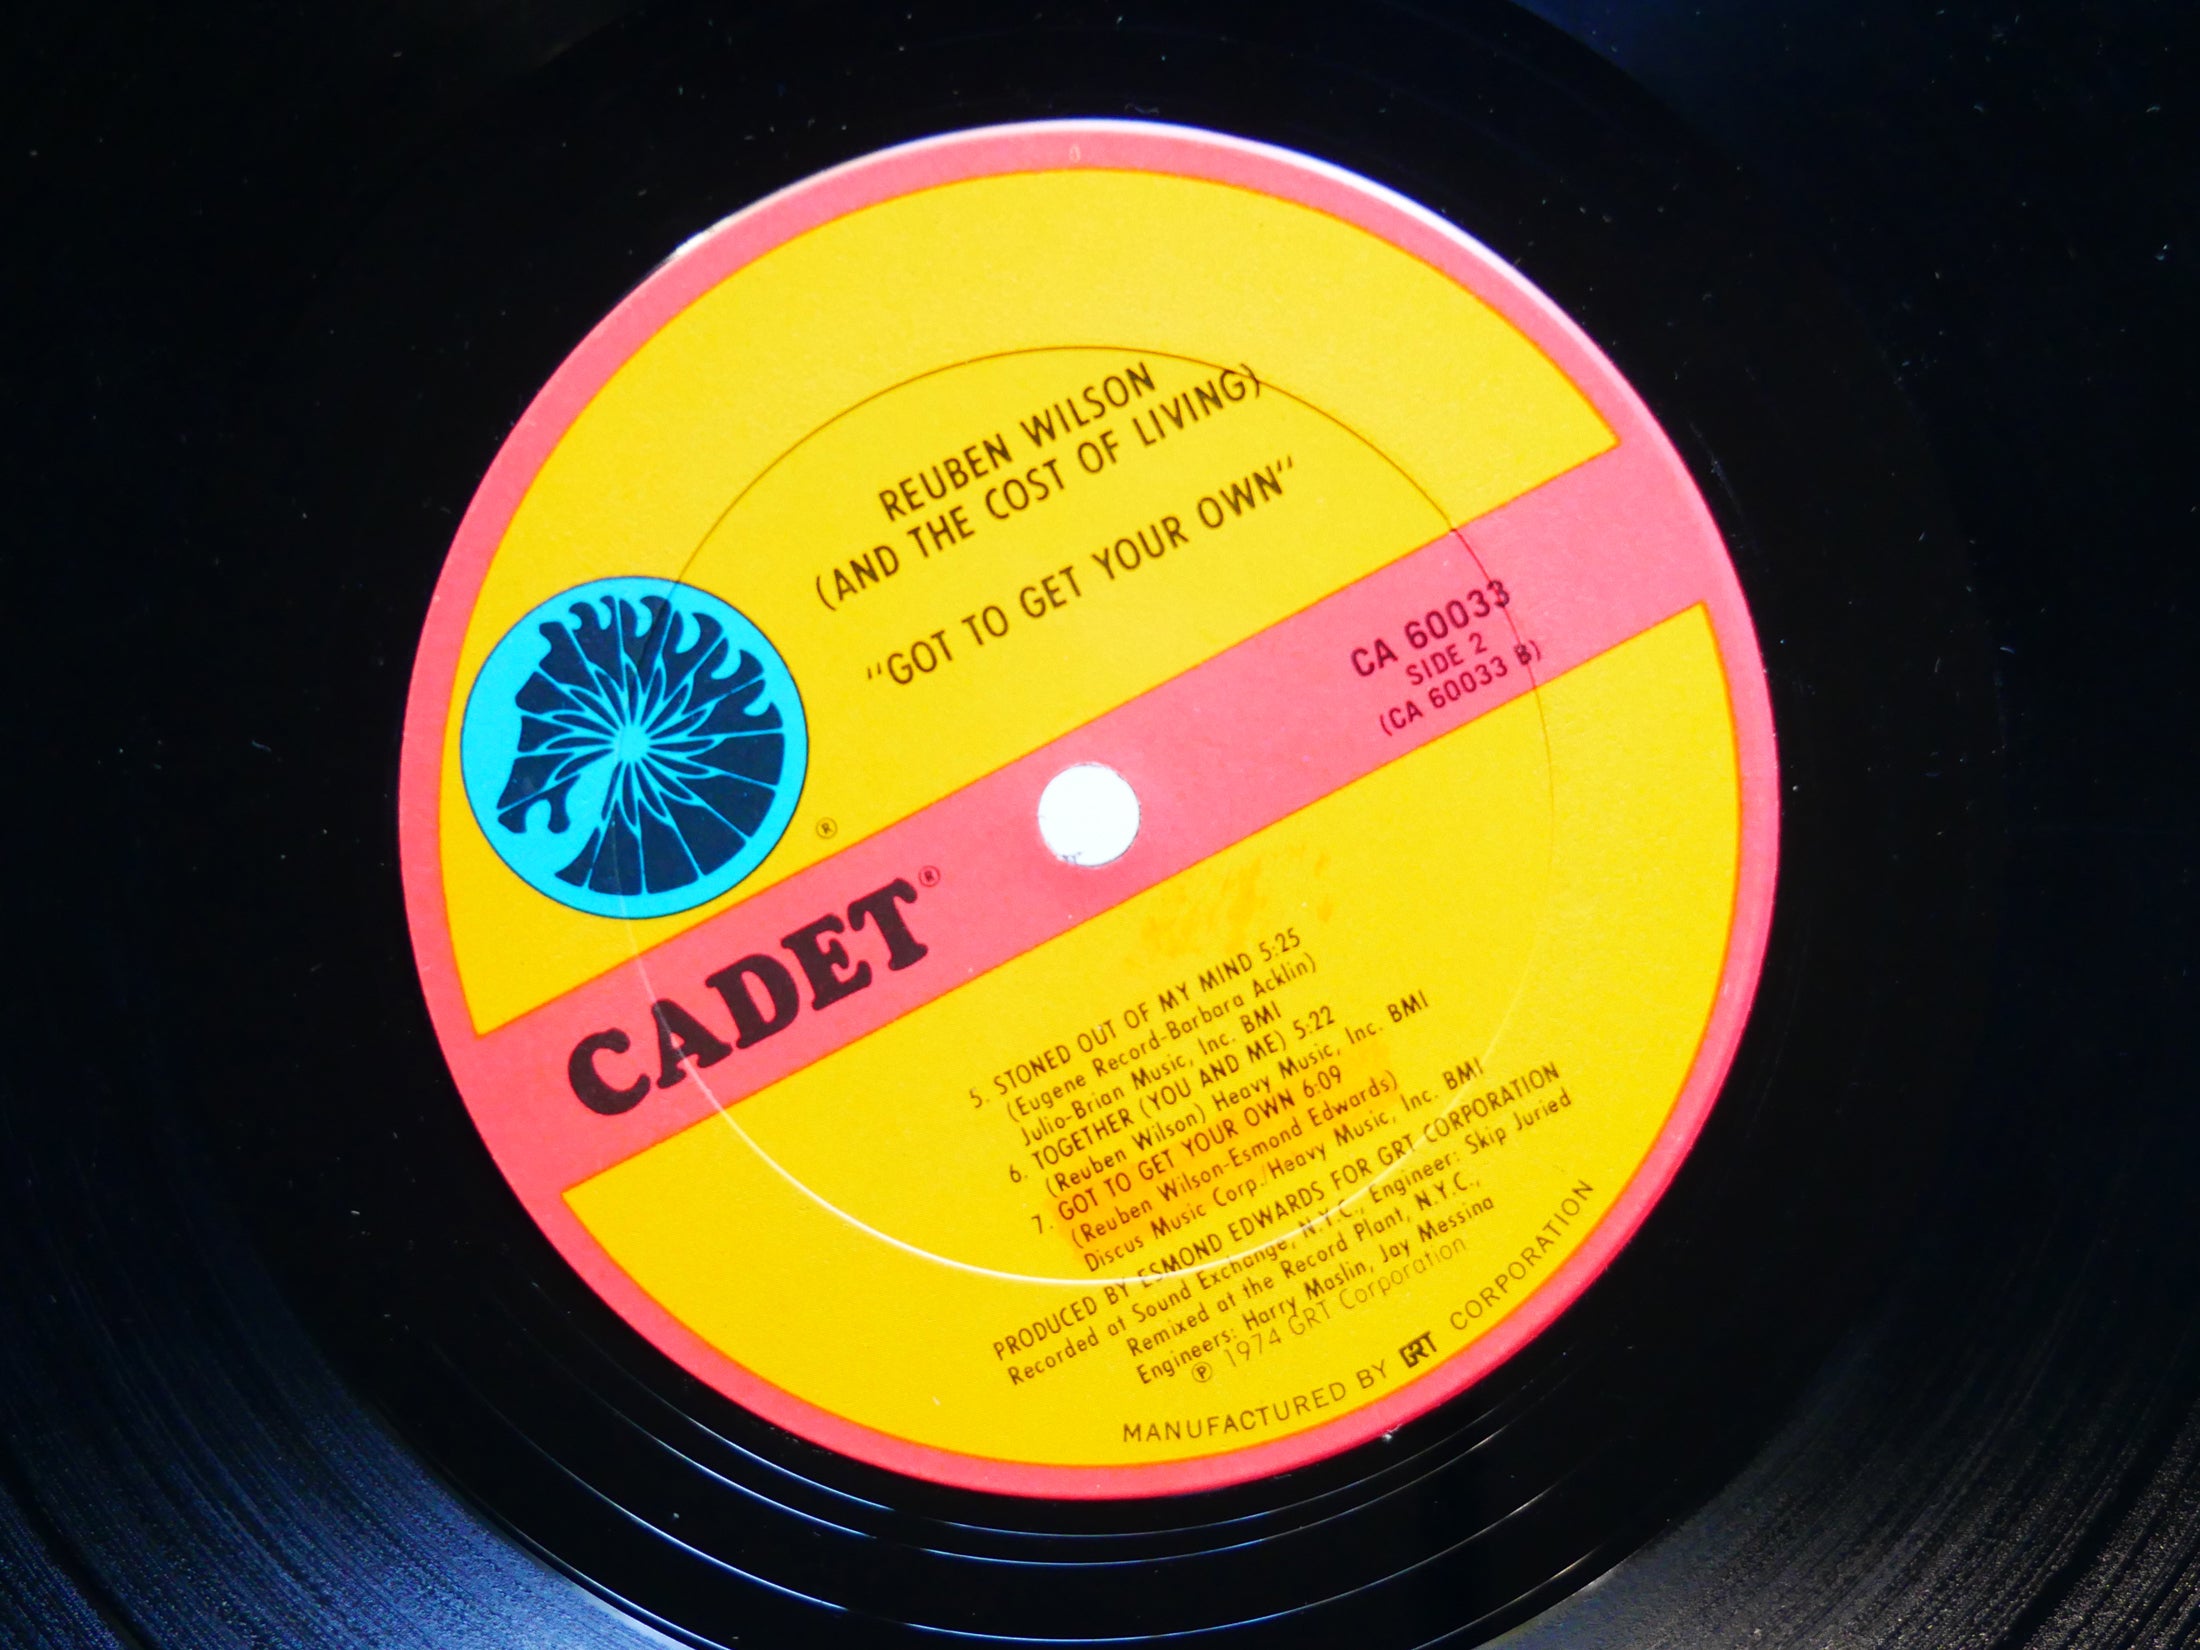 REUBEN WILSON
(AND THE COST OF LIVING)
"GOT TO GET YOUR OWN"
CA 60033
SIDE 2
(CA 60033 B)
®
CADET®
5. STONED OUT OF MY MIND 5:25
(Eugene Record-Barbara Acklin)
Julio-Brian Music, Inc. BMI
6. TOGETHER (YOU AND ME) 5:22
(Reuben Wilson) Heavy Music, Inc. BMI
7. GOT TO GET YOUR OWN 6:09
(Reuben Wilson-Esmond Edwards)
Discus Music Corp./Heavy Music, Inc. BMI
PRODUCED BY ESMOND EDWARDS FOR GRT CORPORATION
Recorded at Sound Exchange, N.Y.C., Engineer: Skip Juried
Remixed at the Record Plant, N.Y.C.,
Engineers: Harry Maslin, Jay Messina
℗ 1974 GRT Corporation
MANUFACTURED BY GRT CORPORATION